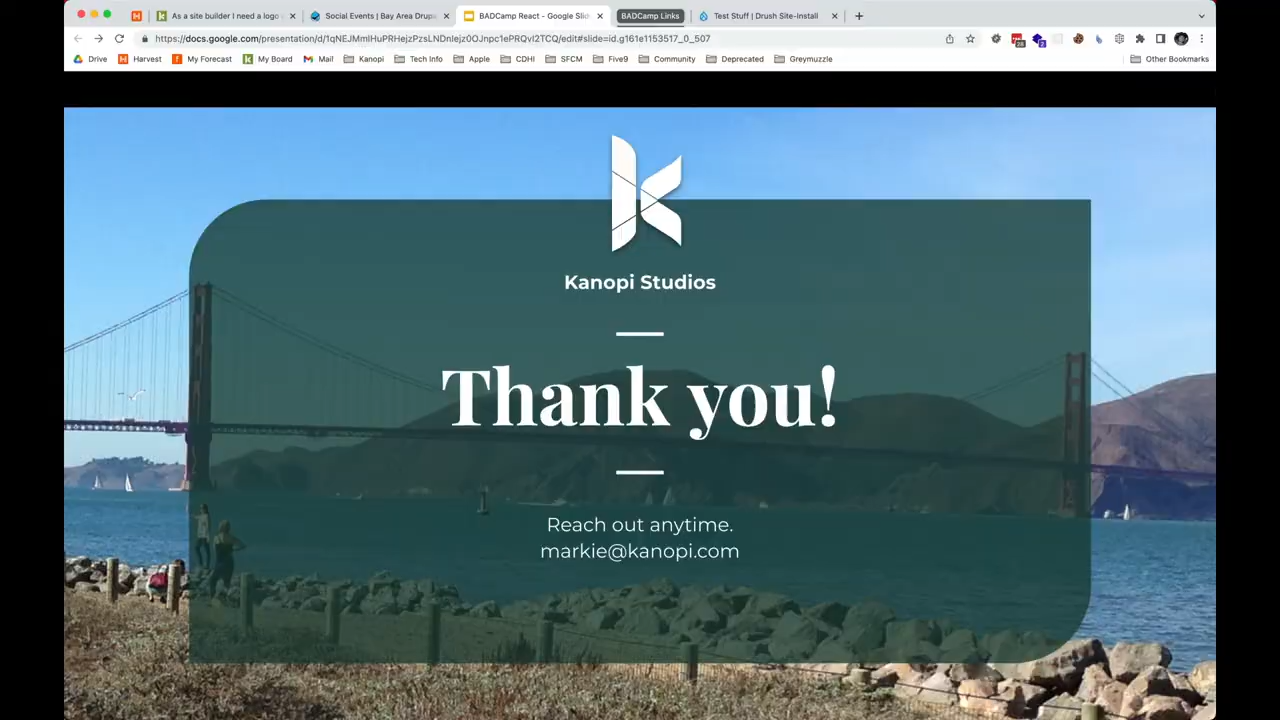 As a site builder I need a logo
Social Events | Bay Area Drupa
BADCamp React - Google Slid
BADCamp Links
Test Stuff | Drush Site-Install
https://docs.google.com/presentation/d/1qNEJMmlHuPRHejzPzsLNDnIejz0OJnpc1ePRQvI2TCQ/edit#slide=id.g161e1153517_0_507
Drive
Harvest
My Forecast
My Board
Mail
Kanopi
Tech Info
Apple
CDHI
SFCM
Five9
Community
Deprecated
Greymuzzle
Other Bookmarks
Kanopi Studios
Thank you!
Reach out anytime.
markie@kanopi.com